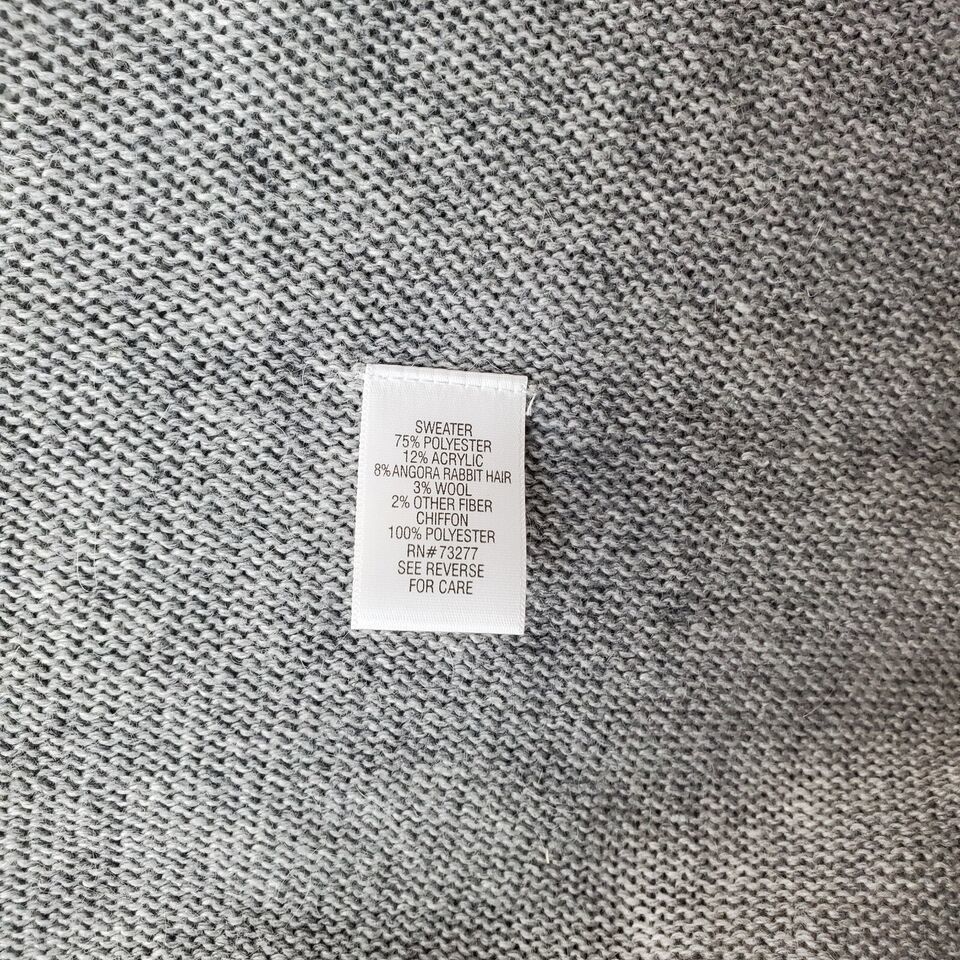 SWEATER
75% POLYESTER
12% ACRYLIC
8% ANGORA RABBIT HAIR
3% WOOL
2% OTHER FIBER
CHIFFON
100% POLYESTER
RN# 73277
SEE REVERSE
FOR CARE